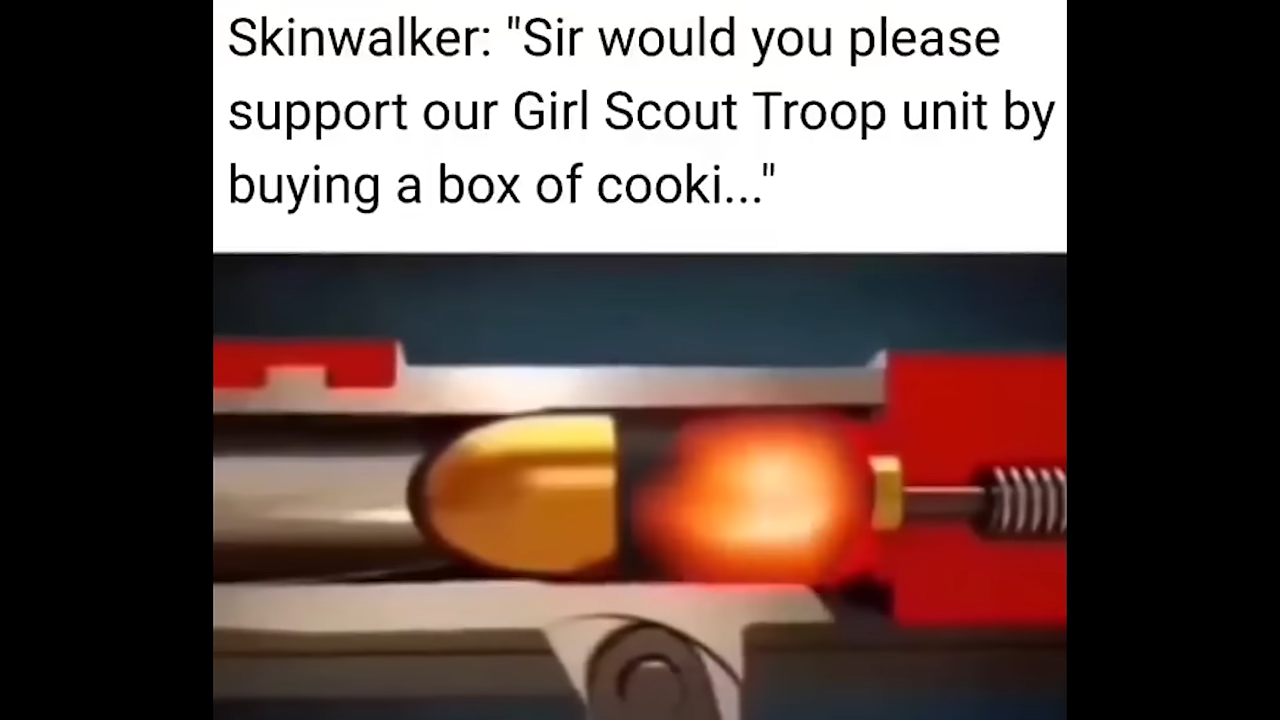 Skinwalker: "Sir would you please
support our Girl Scout Troop unit by
buying a box of cooki..."